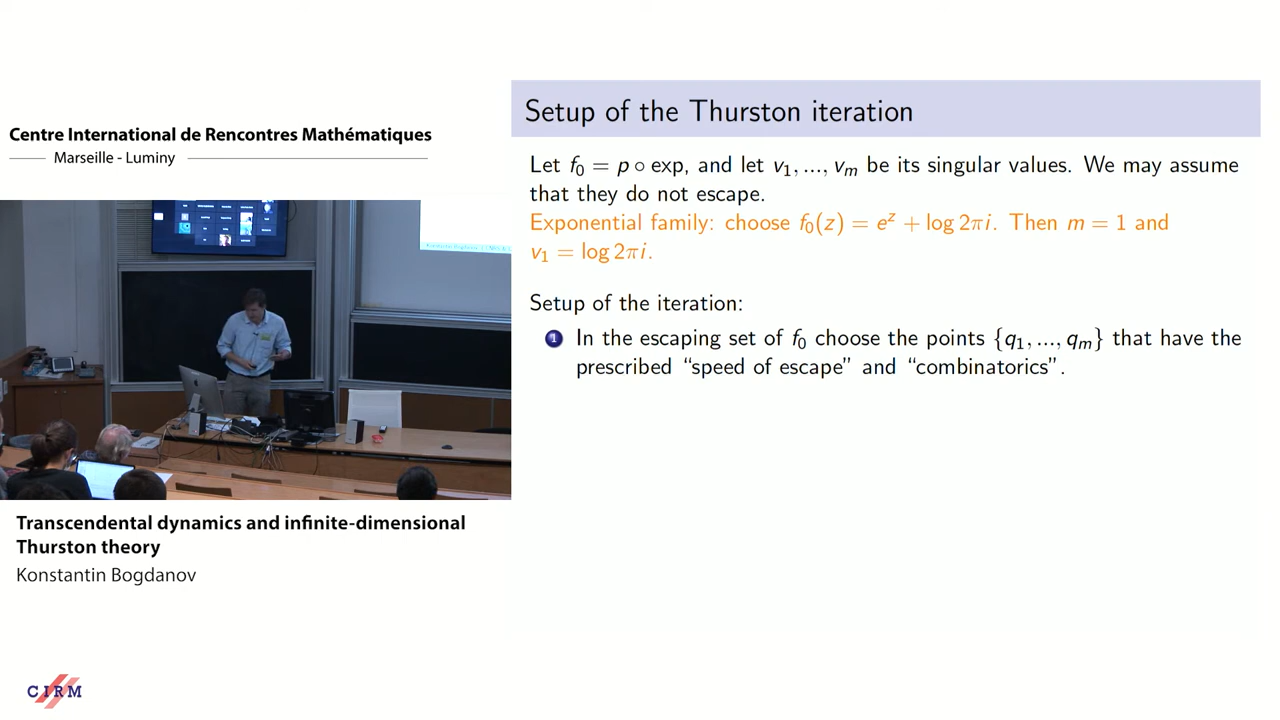 Centre International de Rencontres Mathématiques
Marseille - Luminy
Setup of the Thurston iteration
Let f₀ = p ∘ exp, and let v₁, ..., vₘ be its singular values. We may assume
that they do not escape.
Exponential family: choose f₀(z) = eᶻ + log 2πi. Then m = 1 and
v₁ = log 2πi.
Setup of the iteration:
1 In the escaping set of f₀ choose the points {q₁, ..., qₘ} that have the
prescribed “speed of escape” and “combinatorics”.
Transcendental dynamics and infinite-dimensional
Thurston theory
Konstantin Bogdanov
CIRM